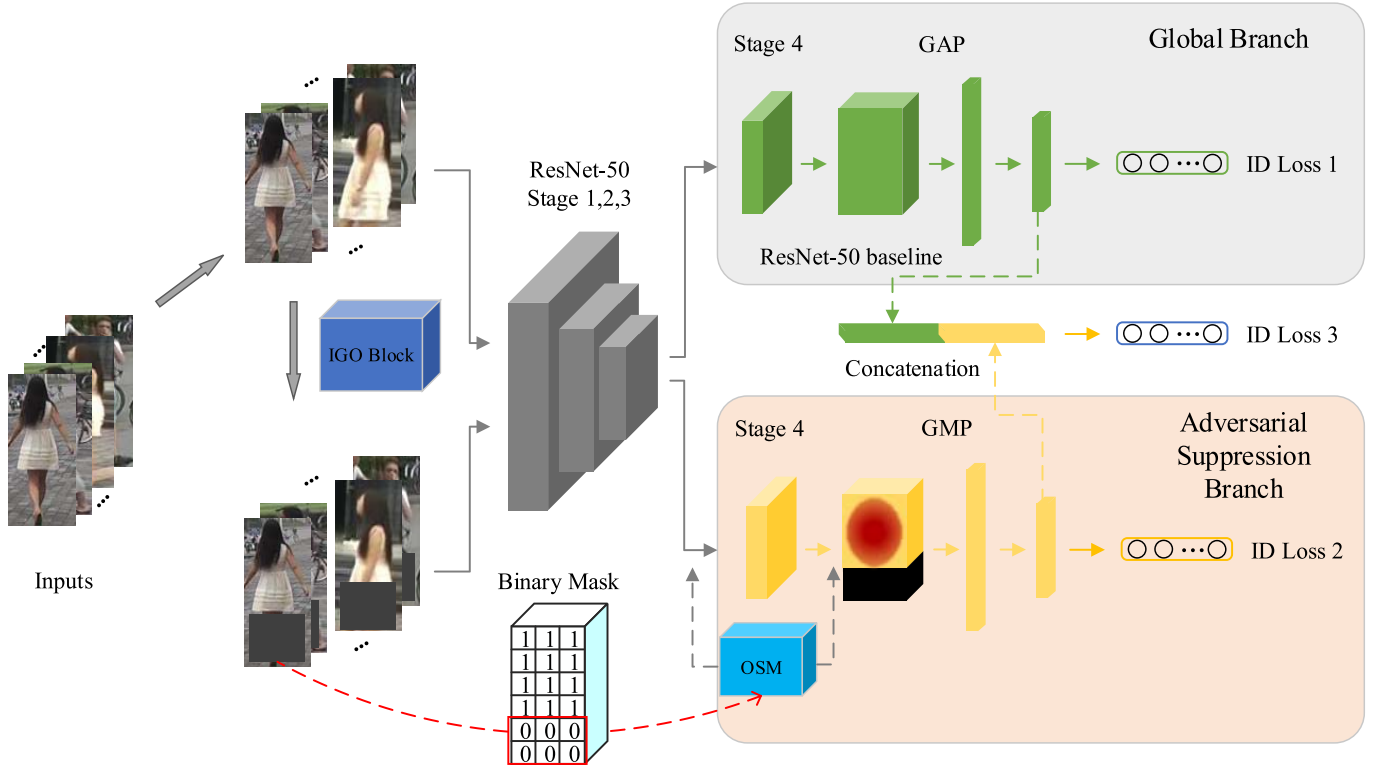 Stage 4
GAP
Global Branch
ResNet-50
Stage 1,2,3
ID Loss 1
ResNet-50 baseline
IGO Block
ID Loss 3
Concatenation
Stage 4
GMP
Adversarial
Suppression
Branch
ID Loss 2
Inputs
Binary Mask
OSM
1 1 1
1 1 1
1 1 1
1 1 1
0 0 0
0 0 0